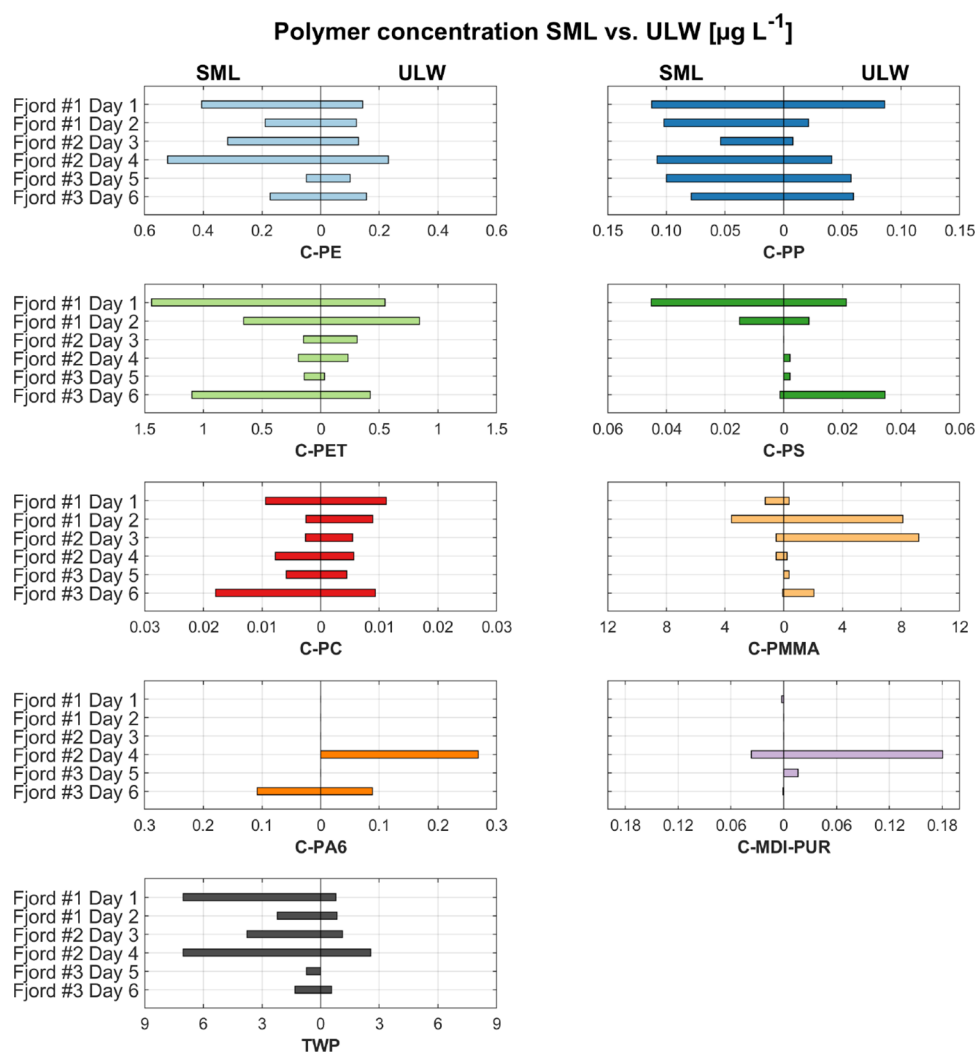 Polymer concentration SML vs. ULW [µg L⁻¹]
SML ULW SML ULW
Fjord #1 Day 1
Fjord #1 Day 2
Fjord #2 Day 3
Fjord #2 Day 4
Fjord #3 Day 5
Fjord #3 Day 6
0.6 0.4 0.2 0 0.2 0.4 0.6
C-PE
0.15 0.10 0.05 0 0.05 0.10 0.15
C-PP
Fjord #1 Day 1
Fjord #1 Day 2
Fjord #2 Day 3
Fjord #2 Day 4
Fjord #3 Day 5
Fjord #3 Day 6
1.5 1 0.5 0 0.5 1 1.5
C-PET
0.06 0.04 0.02 0 0.02 0.04 0.06
C-PS
Fjord #1 Day 1
Fjord #1 Day 2
Fjord #2 Day 3
Fjord #2 Day 4
Fjord #3 Day 5
Fjord #3 Day 6
0.03 0.02 0.01 0 0.01 0.02 0.03
C-PC
12 8 4 0 4 8 12
C-PMMA
Fjord #1 Day 1
Fjord #1 Day 2
Fjord #2 Day 3
Fjord #2 Day 4
Fjord #3 Day 5
Fjord #3 Day 6
0.3 0.2 0.1 0 0.1 0.2 0.3
C-PA6
0.18 0.12 0.06 0 0.06 0.12 0.18
C-MDI-PUR
Fjord #1 Day 1
Fjord #1 Day 2
Fjord #2 Day 3
Fjord #2 Day 4
Fjord #3 Day 5
Fjord #3 Day 6
9 6 3 0 3 6 9
TWP